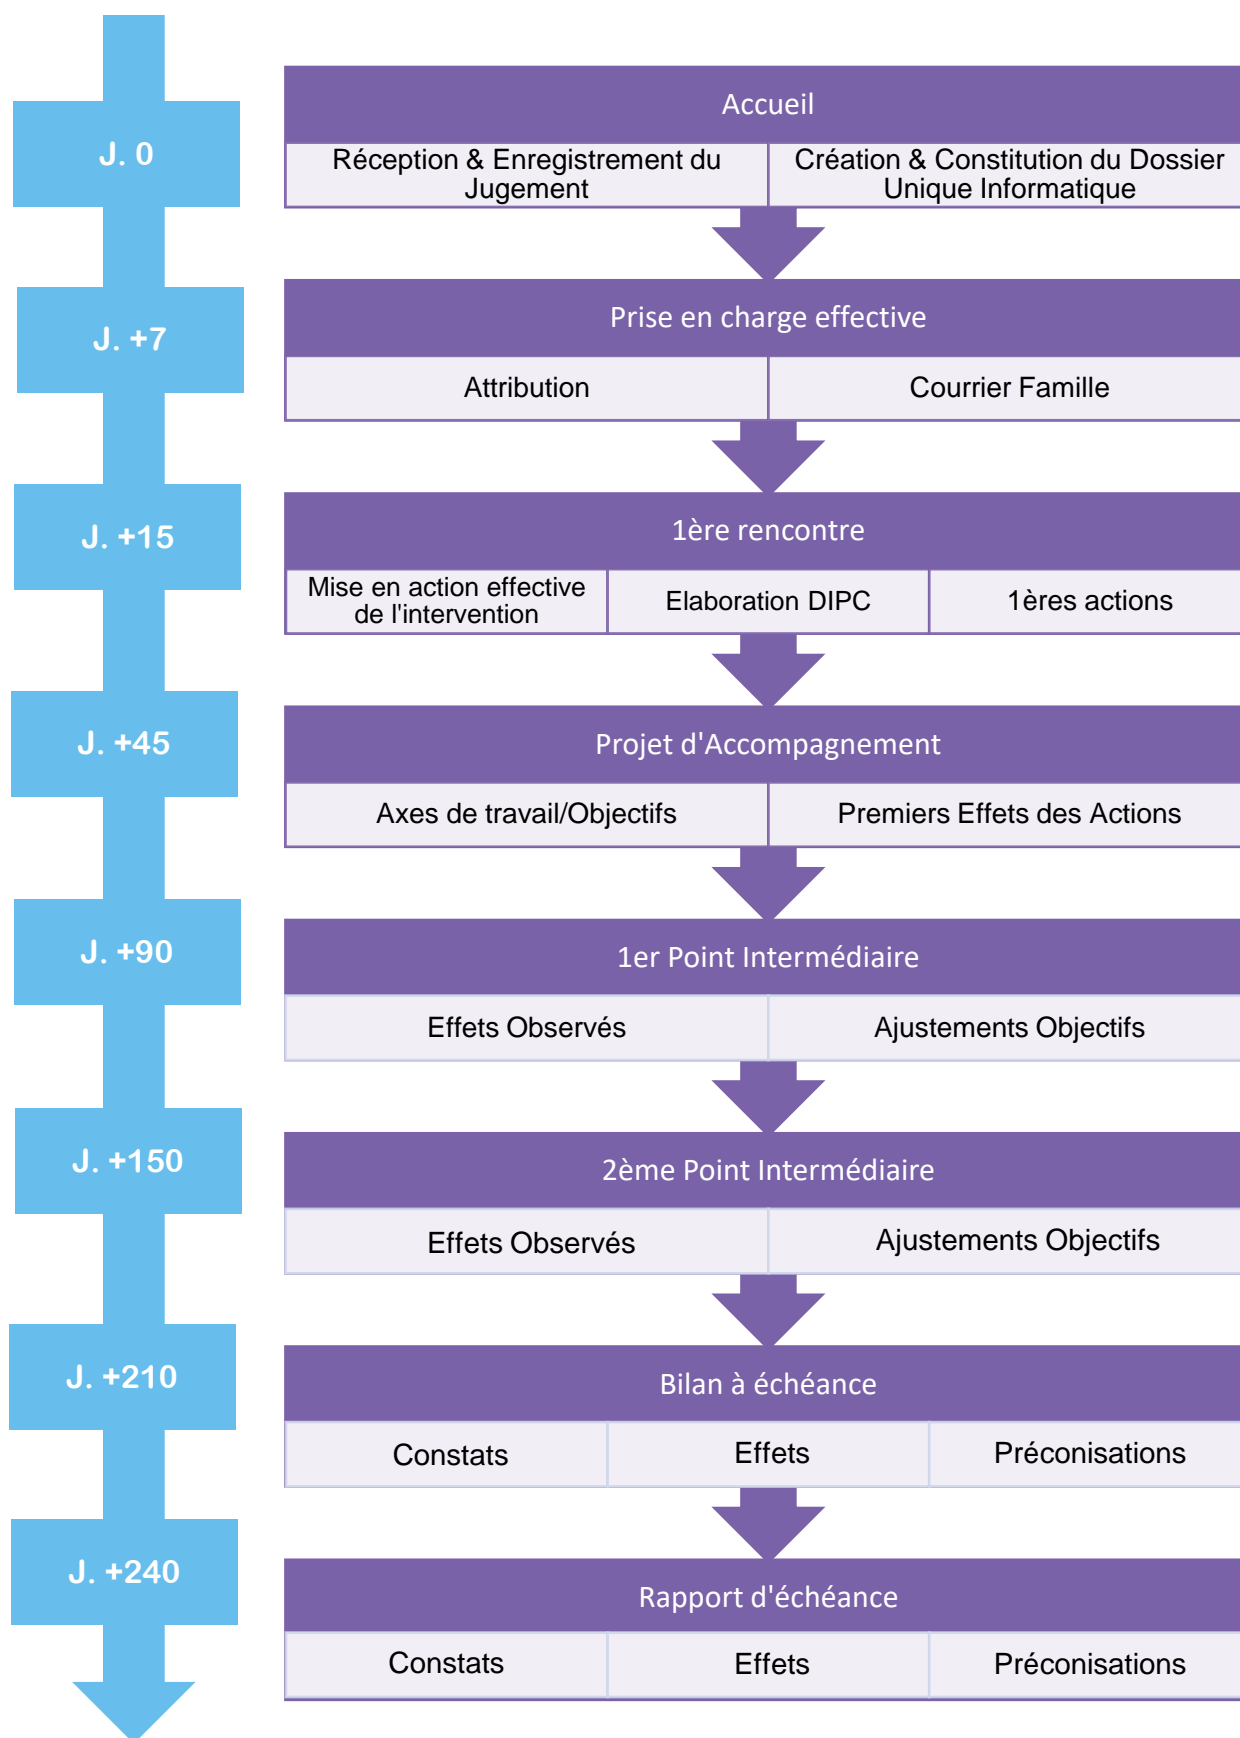 J. 0
Accueil
Réception & Enregistrement du
Jugement
Création & Constitution du Dossier
Unique Informatique
J. +7
Prise en charge effective
Attribution
Courrier Famille
J. +15
1ère rencontre
Mise en action effective
de l'intervention
Elaboration DIPC
1ères actions
J. +45
Projet d'Accompagnement
Axes de travail/Objectifs
Premiers Effets des Actions
J. +90
1er Point Intermédiaire
Effets Observés
Ajustements Objectifs
J. +150
2ème Point Intermédiaire
Effets Observés
Ajustements Objectifs
J. +210
Bilan à échéance
Constats
Effets
Préconisations
J. +240
Rapport d'échéance
Constats
Effets
Préconisations